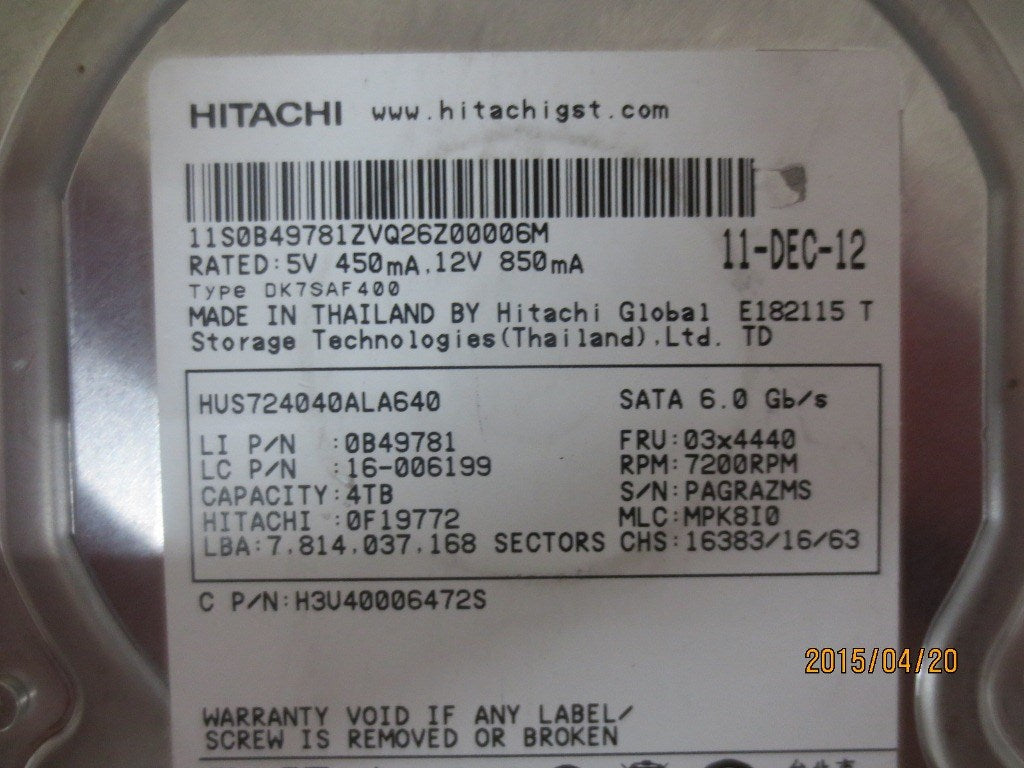 HITACHI www.hitachigst.com
11S0B49781ZVQ26Z00006M
11-DEC-12
RATED:5V 450mA,12V 850mA
Type DK7SAF400
MADE IN THAILAND BY Hitachi Global E182115 T
Storage Technologies(Thailand),Ltd. TD
HUS724040ALA640 SATA 6.0 Gb/s
LI P/N :0B49781 FRU:03x4440
LC P/N :16-006199 RPM:7200RPM
CAPACITY:4TB S/N:PAGRAZMS
HITACHI :0F19772 MLC:MPK8I0
LBA:7,814,037,168 SECTORS CHS:16383/16/63
C P/N:H3U40006472S
2015/04/20
WARRANTY VOID IF ANY LABEL/
SCREW IS REMOVED OR BROKEN